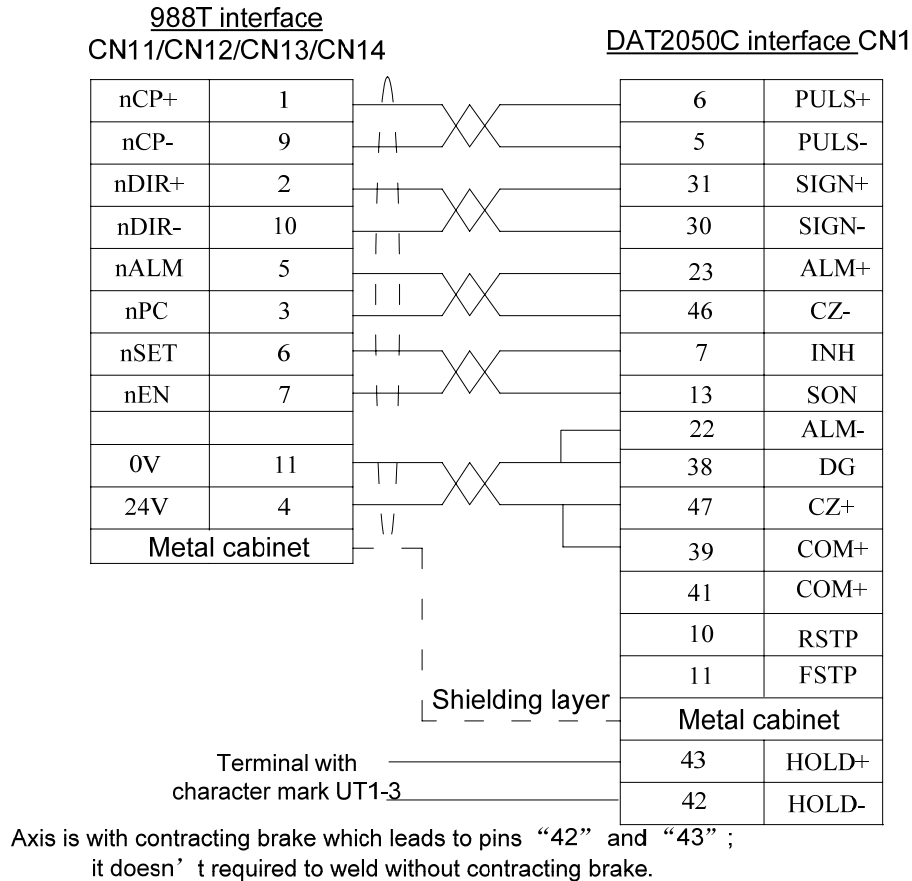 988T interface
CN11/CN12/CN13/CN14
DAT2050C interface CN1
nCP+ 1 6 PULS+
nCP- 9 5 PULS-
nDIR+ 2 31 SIGN+
nDIR- 10 30 SIGN-
nALM 5 23 ALM+
nPC 3 46 CZ-
nSET 6 7 INH
nEN 7 13 SON
22 ALM-
0V 11 38 DG
24V 4 47 CZ+
Metal cabinet 39 COM+
41 COM+
10 RSTP
11 FSTP
Shielding layer Metal cabinet
Terminal with 43 HOLD+
character mark UT1-3 42 HOLD-
Axis is with contracting brake which leads to pins “42” and “43” ;
it doesn’ t required to weld without contracting brake.